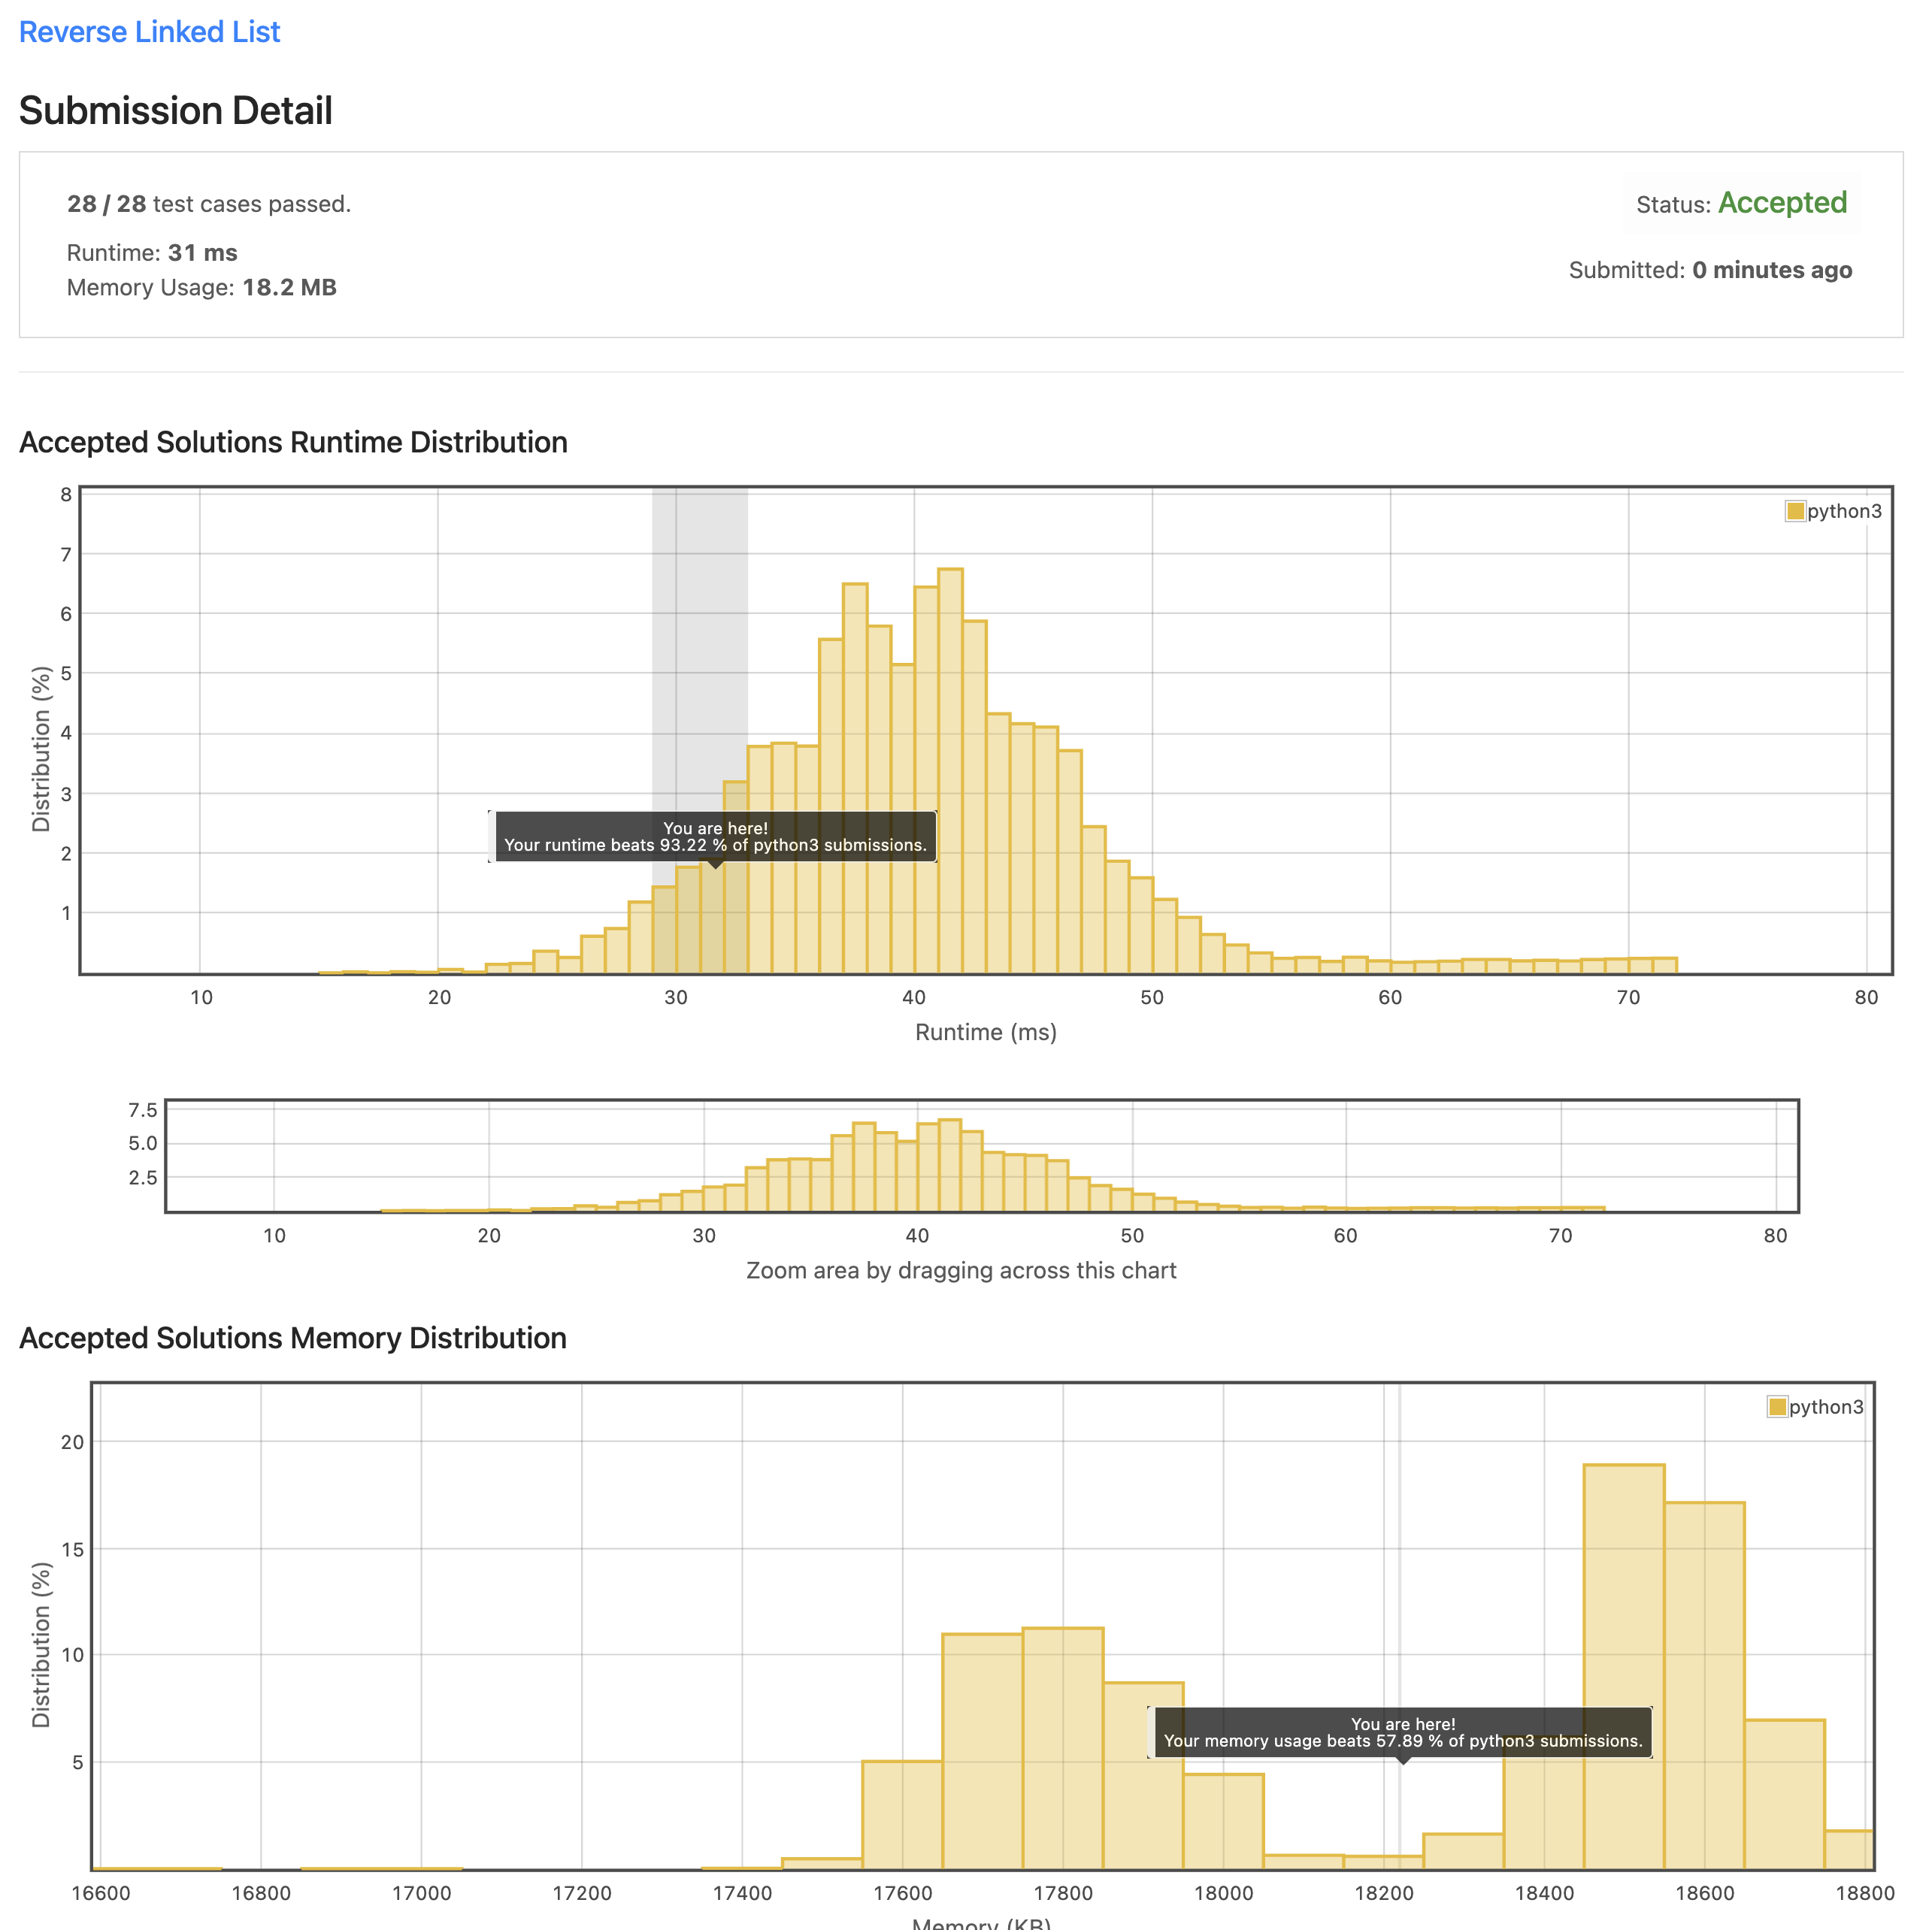 Reverse Linked List
Submission Detail
28 / 28 test cases passed.
Status: Accepted
Runtime: 31 ms
Memory Usage: 18.2 MB
Submitted: 0 minutes ago
Accepted Solutions Runtime Distribution
8
7
6
5
4
3
2
1
Distribution (%)
python3
You are here!
Your runtime beats 93.22 % of python3 submissions.
10 20 30 40 50 60 70 80
Runtime (ms)
7.5
5.0
2.5
10 20 30 40 50 60 70 80
Zoom area by dragging across this chart
Accepted Solutions Memory Distribution
20
15
10
5
Distribution (%)
python3
You are here!
Your memory usage beats 57.89 % of python3 submissions.
16600 16800 17000 17200 17400 17600 17800 18000 18200 18400 18600 18800
Memory (KB)